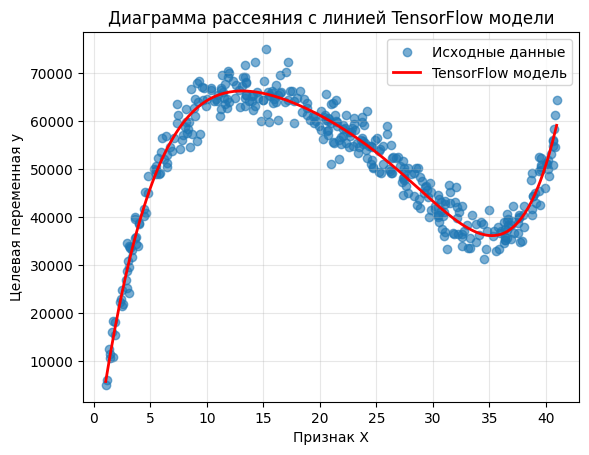 Диаграмма рассеяния с линией TensorFlow модели
Исходные данные
TensorFlow модель
Целевая переменная y
70000
60000
50000
40000
30000
20000
10000
0 5 10 15 20 25 30 35 40
Признак X